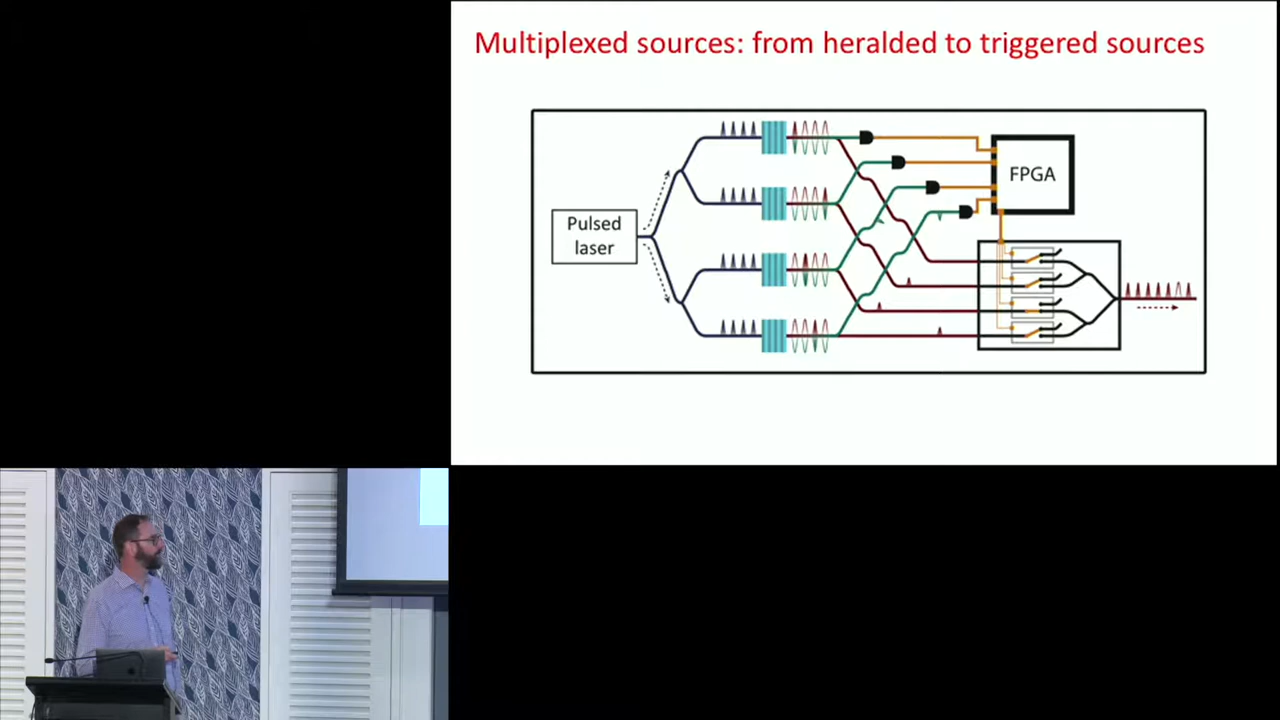 Multiplexed sources: from heralded to triggered sources
Pulsed
laser
FPGA